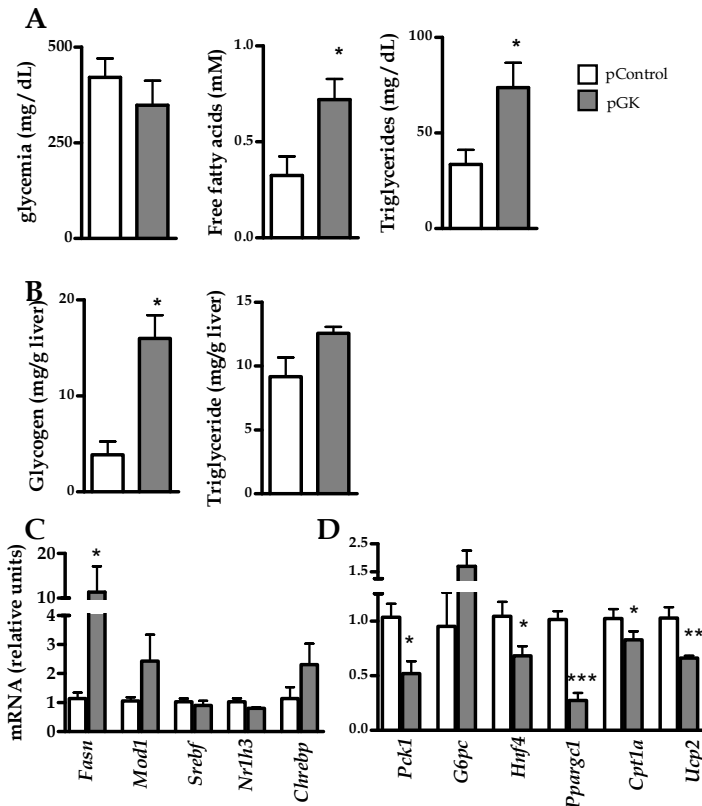 A
glycemia (mg/dL)
500
250
0
Free fatty acids (mM)
1.0
0.5
0.0
*
Triglycerides (mg/dL)
100
50
0
*
pControl
pGK
B
Glycogen (mg/g liver)
20
10
0
*
Triglyceride (mg/g liver)
15
10
5
0
C
mRNA (relative units)
20
10
4
3
2
1
0
*
Fasn
Mod1
Srebf
Nr1h3
Chrebp
D
2.5
1.5
1.0
0.5
0.0
*
*
***
*
**
Pck1
G6pc
Hnf4
Ppargc1
Cpt1a
Ucp2